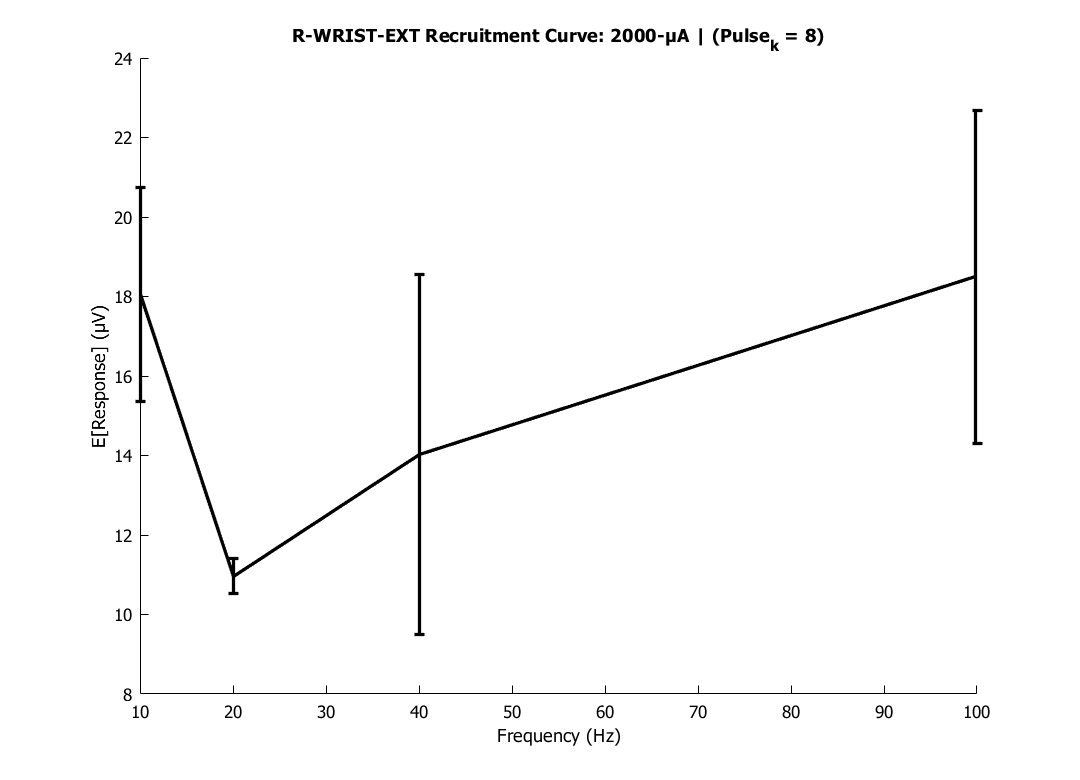 R-WRIST-EXT Recruitment Curve: 2000-µA | (Pulse_k = 8)
24
22
20
18
16
14
12
10
8
E[Response] (µV)
10 20 30 40 50 60 70 80 90 100
Frequency (Hz)